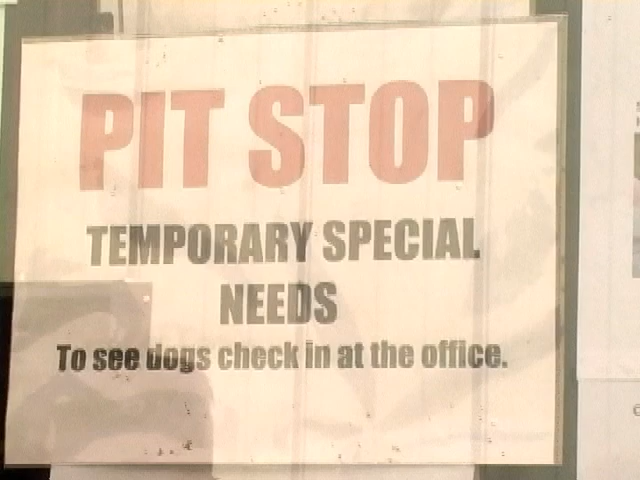 PIT STOP
TEMPORARY SPECIAL
NEEDS
To see dogs check in at the office.